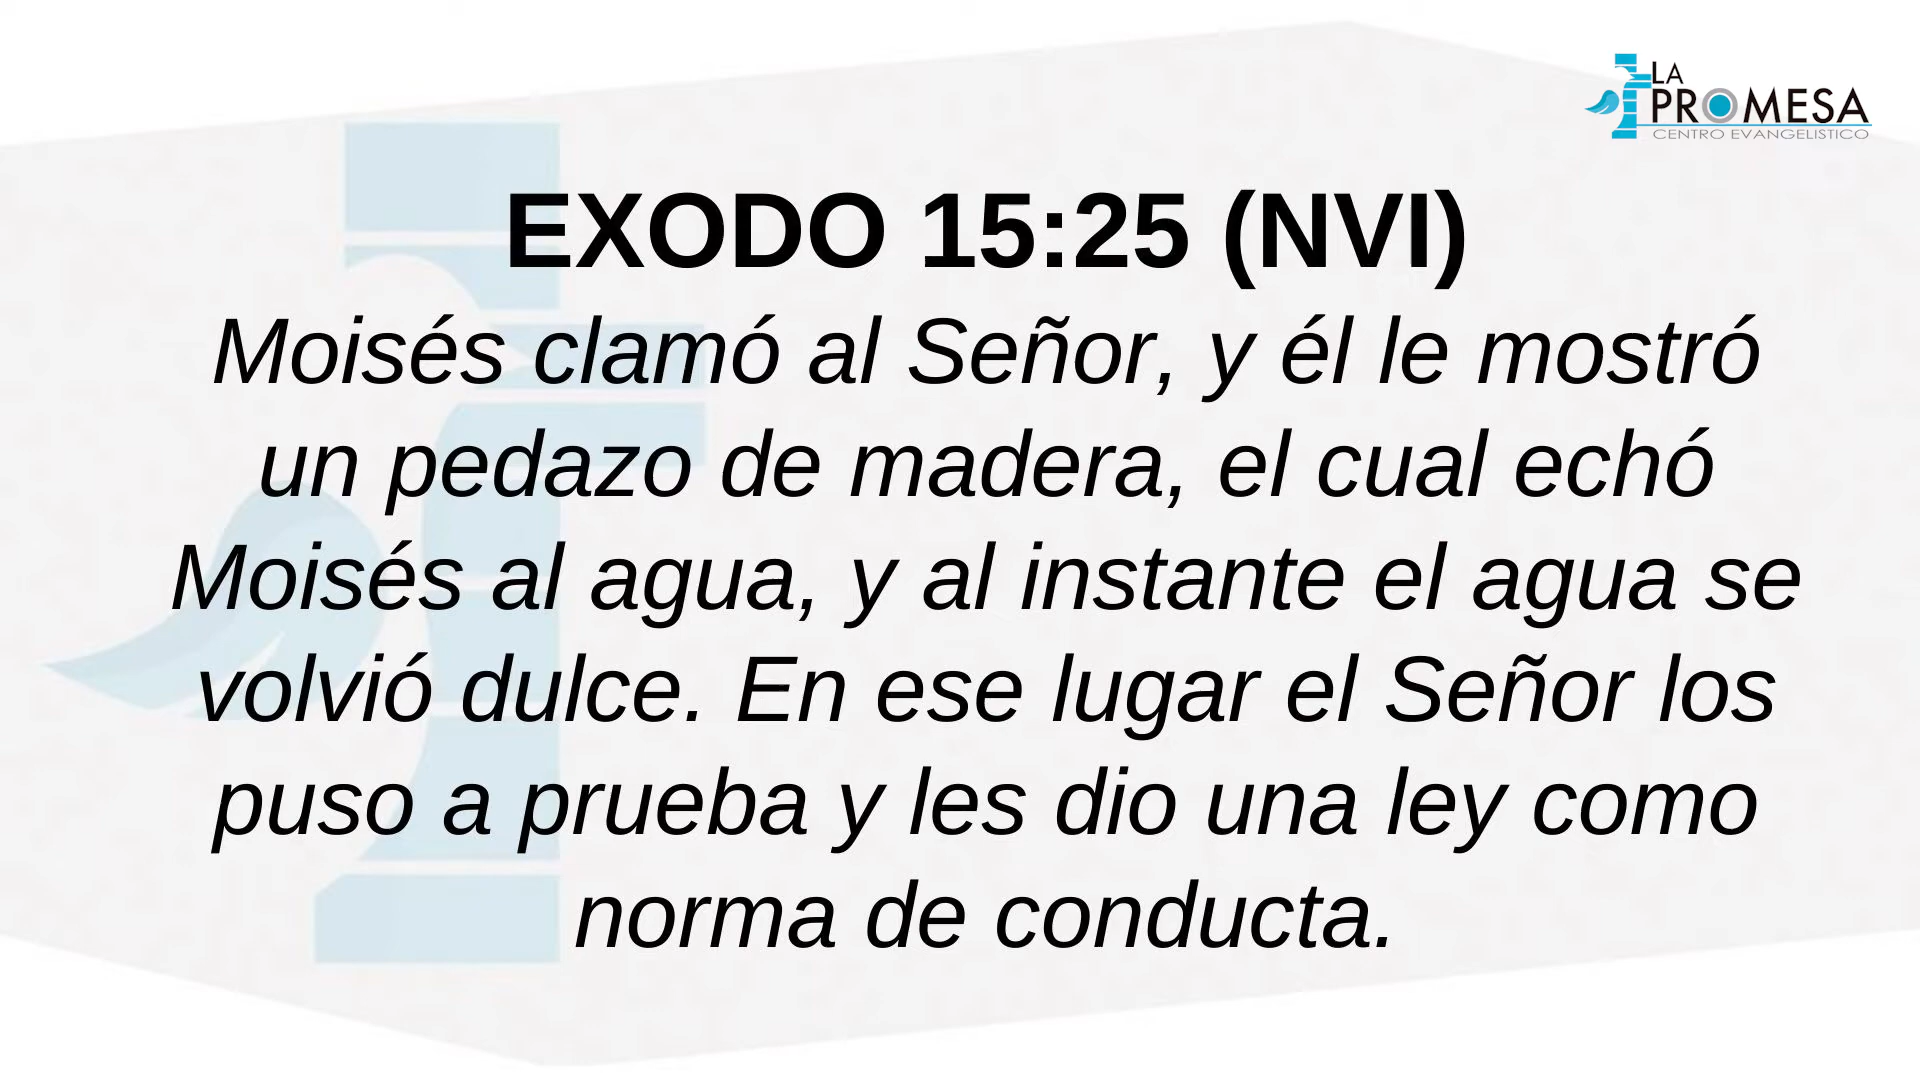 LA
PROMESA
CENTRO EVANGELÍSTICO
EXODO 15:25 (NVI)
Moisés clamó al Señor, y él le mostró
un pedazo de madera, el cual echó
Moisés al agua, y al instante el agua se
volvió dulce. En ese lugar el Señor los
puso a prueba y les dio una ley como
norma de conducta.